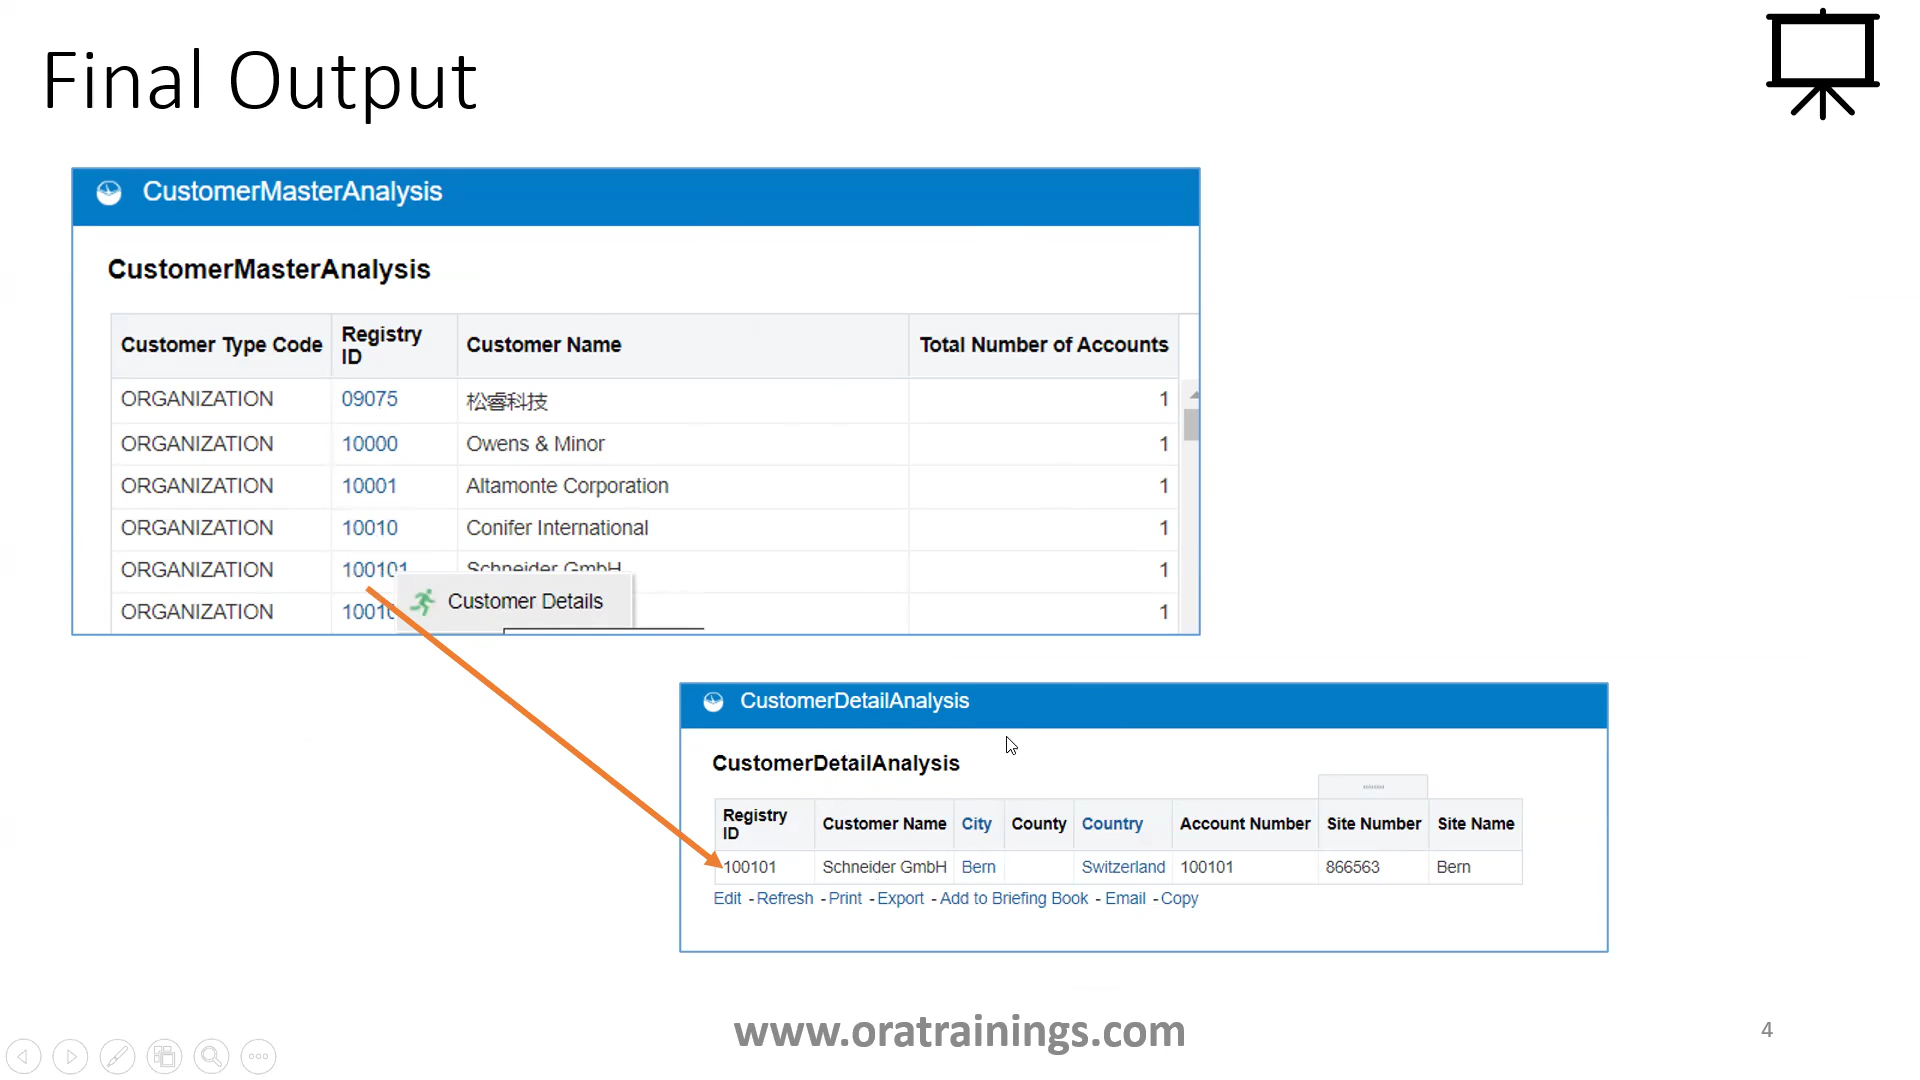 Final Output
CustomerMasterAnalysis
CustomerMasterAnalysis
Customer Type Code Registry ID Customer Name Total Number of Accounts
ORGANIZATION 09075 松睿科技 1
ORGANIZATION 10000 Owens & Minor 1
ORGANIZATION 10001 Altamonte Corporation 1
ORGANIZATION 10010 Conifer International 1
ORGANIZATION 100101 Schneider GmbH 1
ORGANIZATION 1
Customer Details
CustomerDetailAnalysis
CustomerDetailAnalysis
Registry ID Customer Name City County Country Account Number Site Number Site Name
100101 Schneider GmbH Bern Switzerland 100101 866563 Bern
Edit - Refresh - Print - Export - Add to Briefing Book - Email - Copy
www.oratrainings.com
4